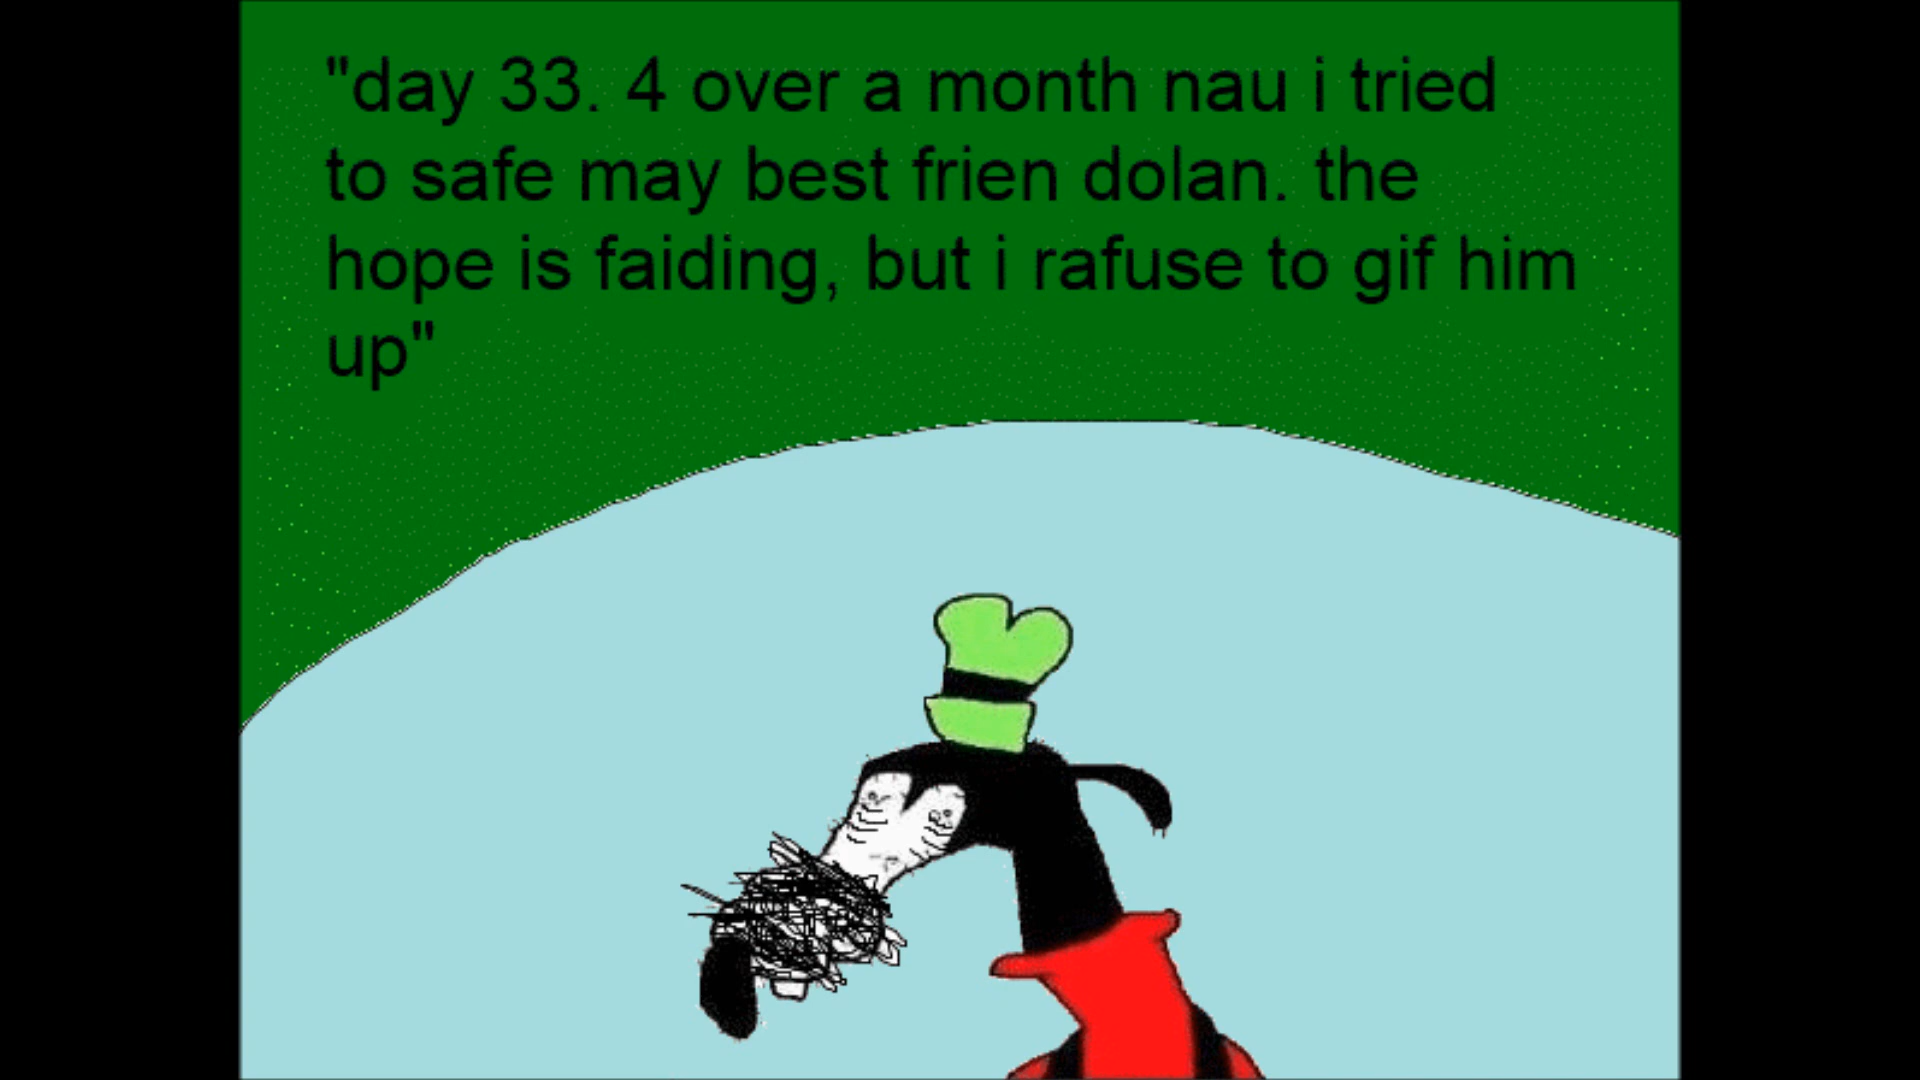 "day 33. 4 over a month nau i tried
to safe may best frien dolan. the
hope is faiding, but i rafuse to gif him
up"